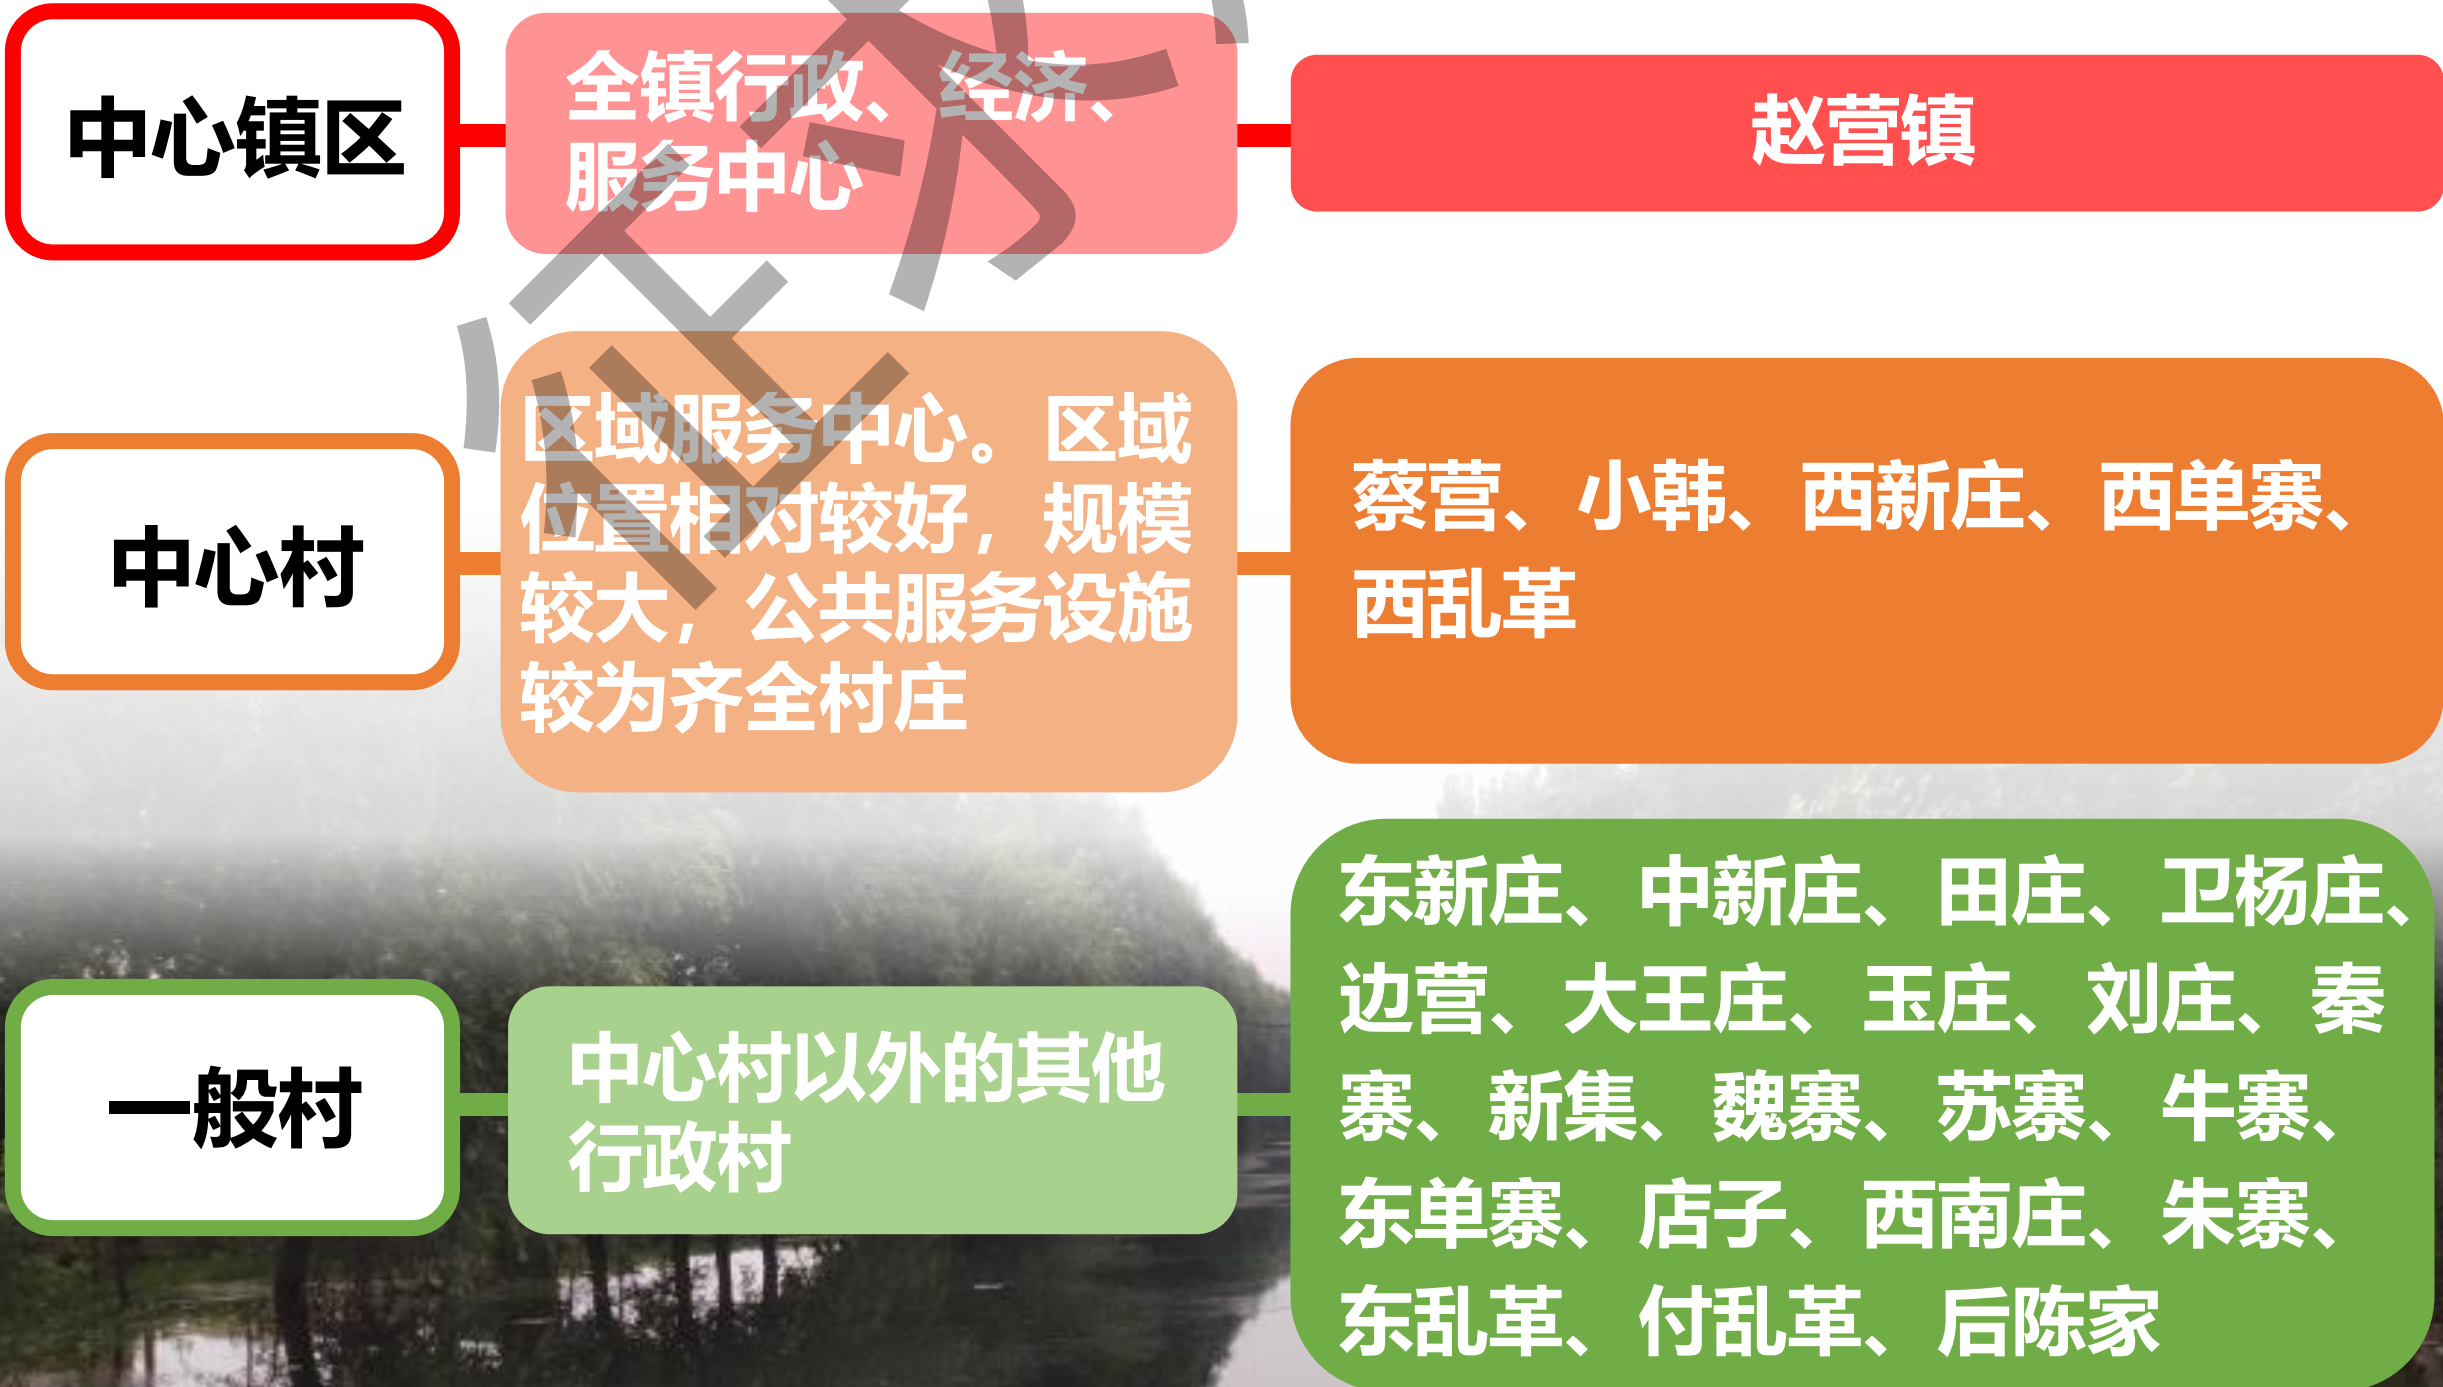 中心镇区
全镇行政、经济、
服务中心
赵营镇
中心村
区域服务中心。区域
位置相对较好，规模
较大，公共服务设施
较为齐全村庄
蔡营、小韩、西新庄、西单寨、
西乱革
一般村
中心村以外的其他
行政村
东新庄、中新庄、田庄、卫杨庄、
边营、大王庄、玉庄、刘庄、秦
寨、新集、魏寨、苏寨、牛寨、
东单寨、店子、西南庄、朱寨、
东乱革、付乱革、后陈家